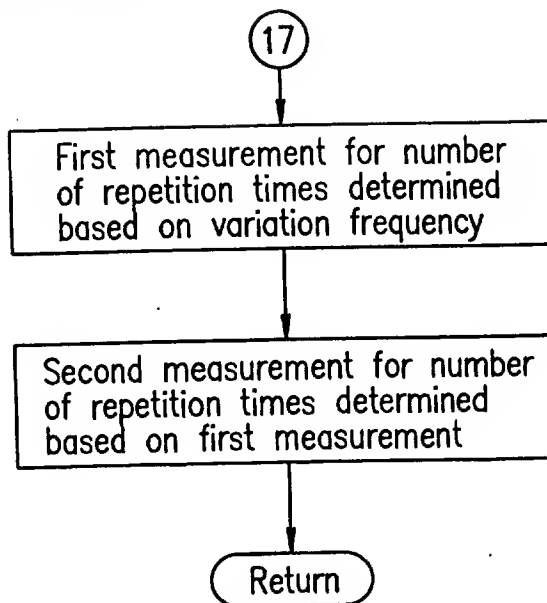 17
First measurement for number
of repetition times determined
based on variation frequency
Second measurement for number
of repetition times determined
based on first measurement
Return